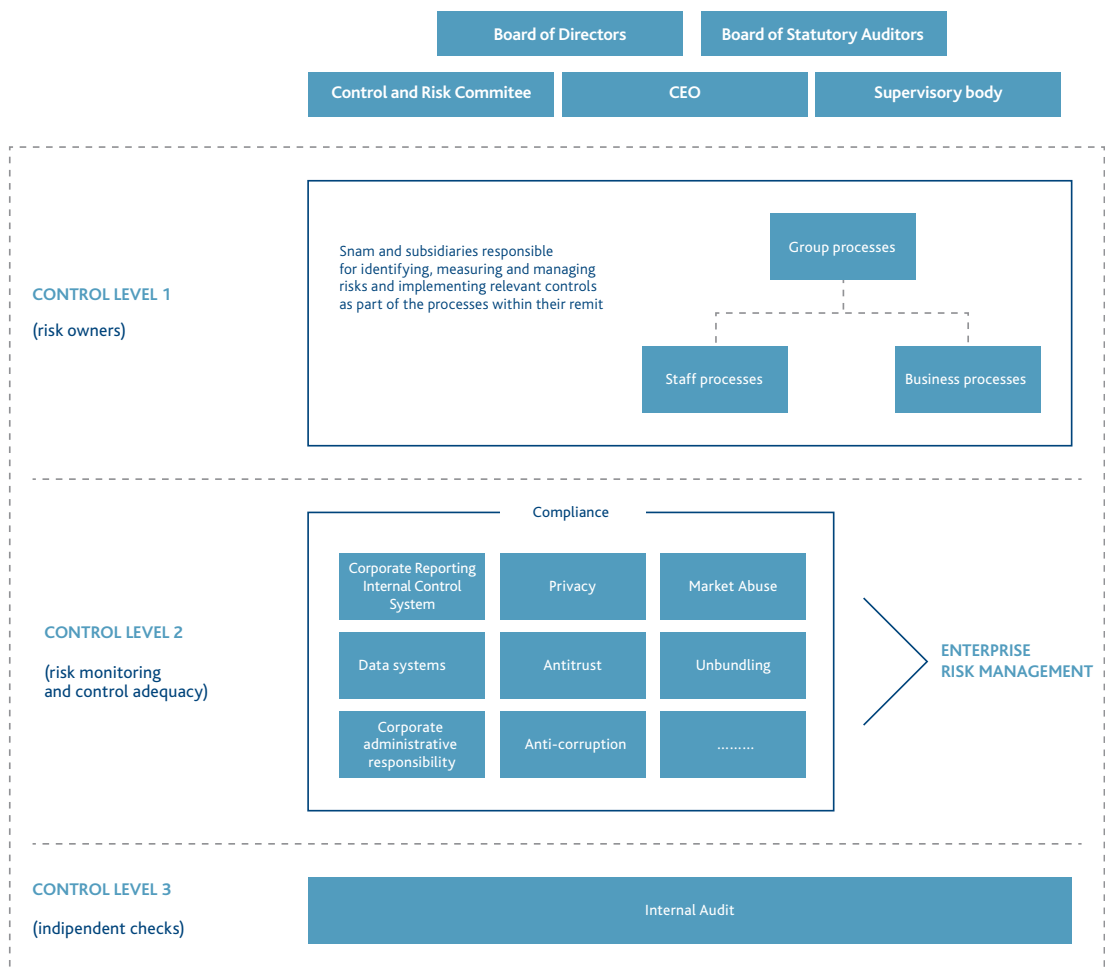 Board of Directors
Board of Statutory Auditors
Control and Risk Commitee
CEO
Supervisory body
CONTROL LEVEL 1
(risk owners)
Snam and subsidiaries responsible
for identifying, measuring and managing
risks and implementing relevant controls
as part of the processes within their remit
Group processes
Staff processes
Business processes
CONTROL LEVEL 2
(risk monitoring
and control adequacy)
Compliance
Corporate Reporting
Internal Control
System
Privacy
Market Abuse
Data systems
Antitrust
Unbundling
Corporate
administrative
responsibility
Anti-corruption
.........
ENTERPRISE
RISK MANAGEMENT
CONTROL LEVEL 3
(indipendent checks)
Internal Audit